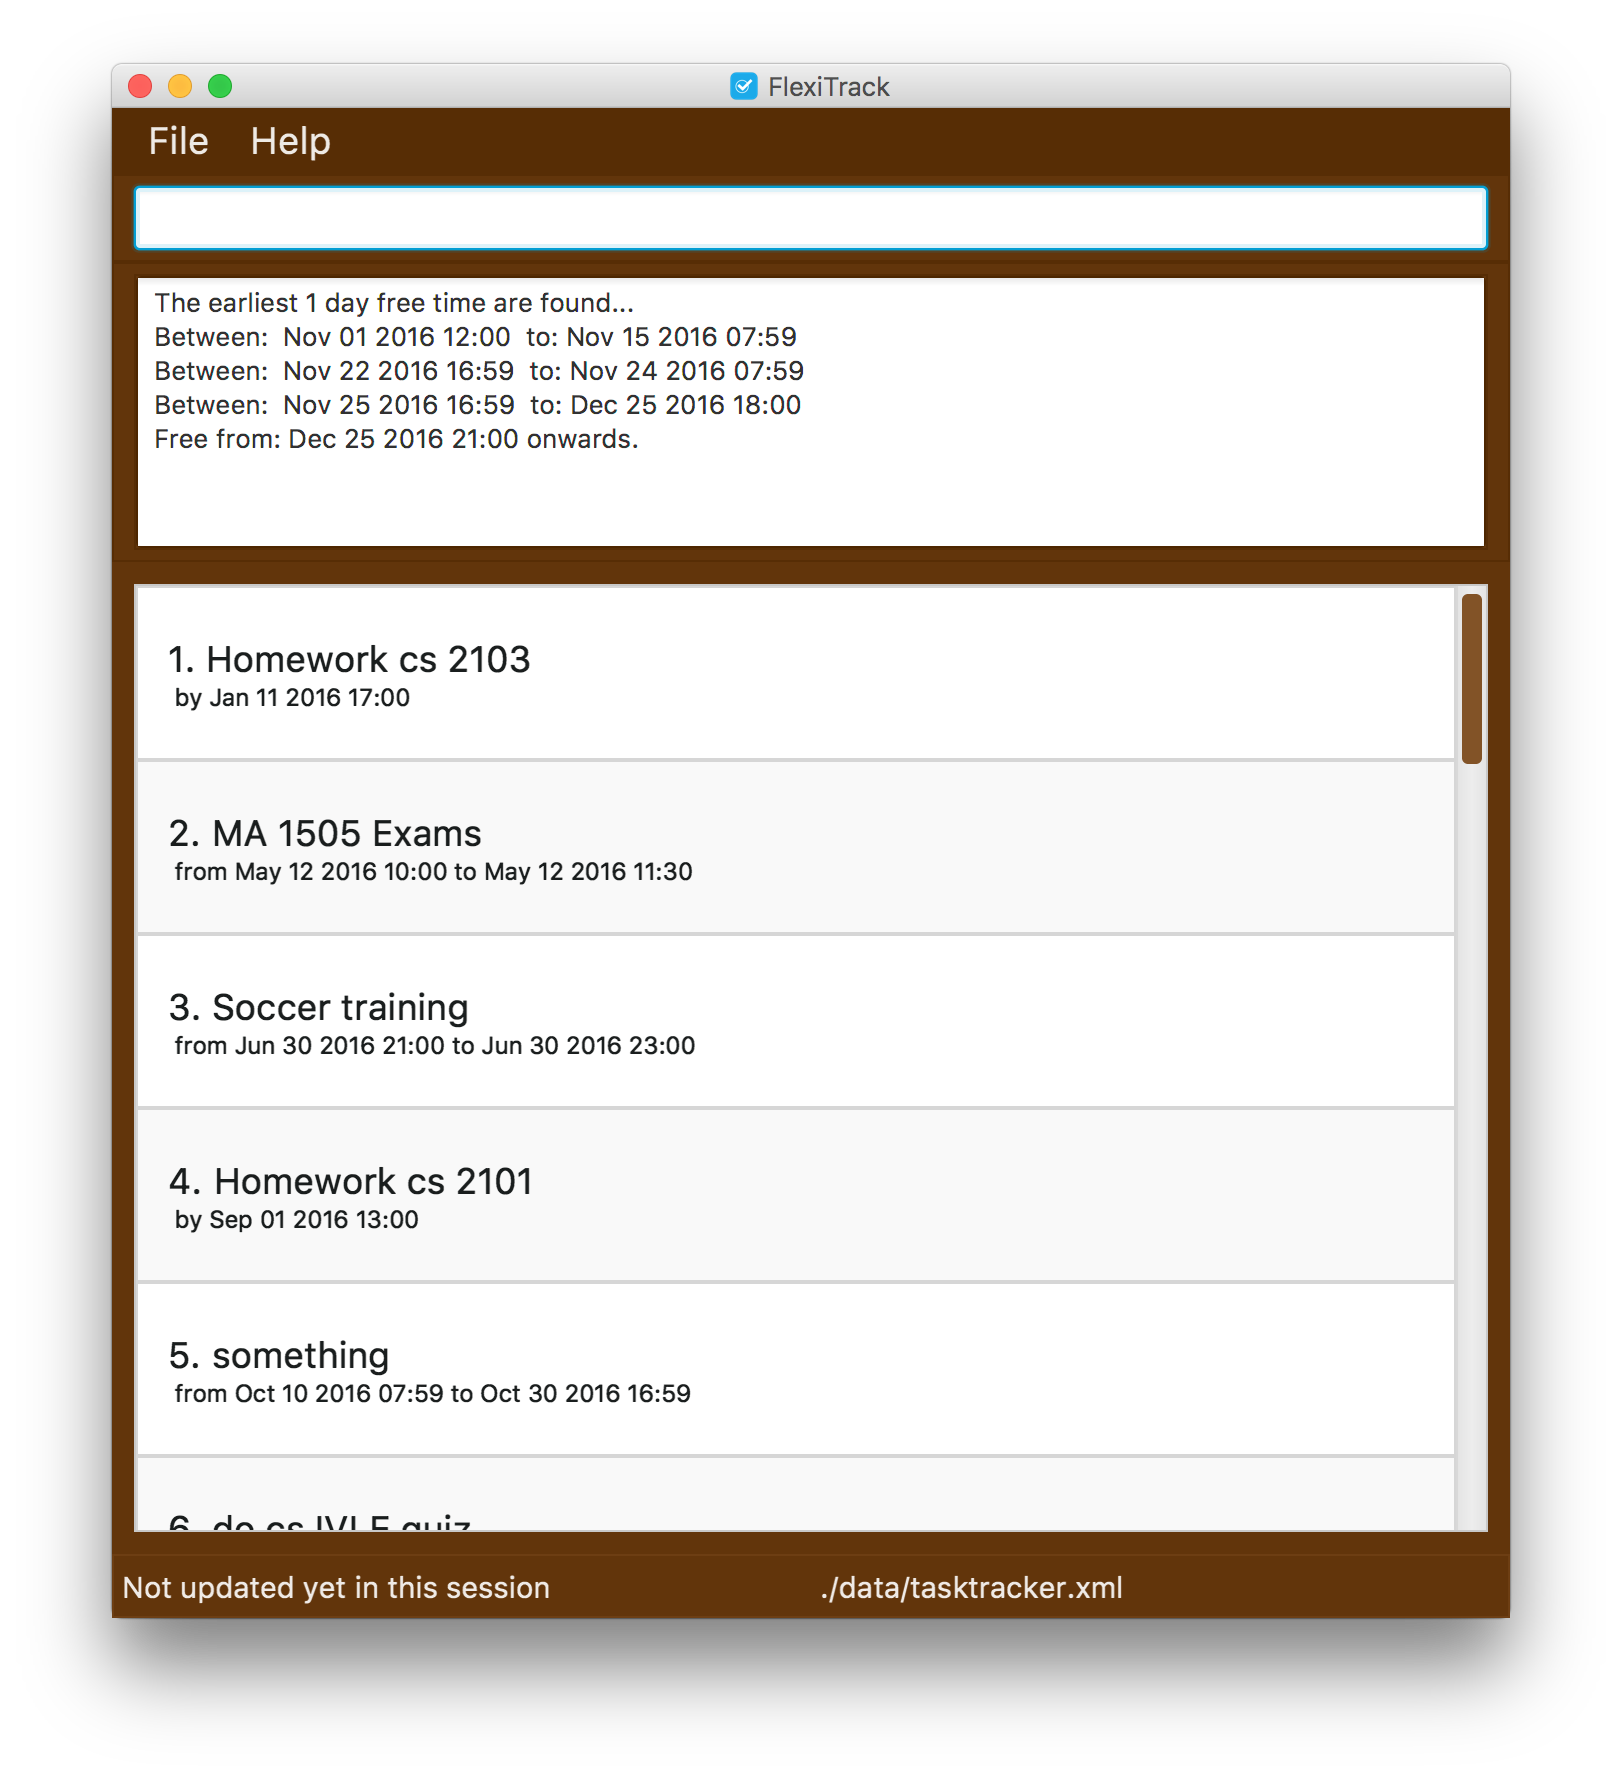 FlexiTrack
File Help
The earliest 1 day free time are found...
Between:  Nov 01 2016 12:00  to: Nov 15 2016 07:59
Between:  Nov 22 2016 16:59  to: Nov 24 2016 07:59
Between:  Nov 25 2016 16:59  to: Dec 25 2016 18:00
Free from: Dec 25 2016 21:00 onwards.
1. Homework cs 2103
by Jan 11 2016 17:00
2. MA 1505 Exams
from May 12 2016 10:00 to May 12 2016 11:30
3. Soccer training
from Jun 30 2016 21:00 to Jun 30 2016 23:00
4. Homework cs 2101
by Sep 01 2016 13:00
5. something
from Oct 10 2016 07:59 to Oct 30 2016 16:59
6. do cs IVLE quiz
Not updated yet in this session
./data/tasktracker.xml